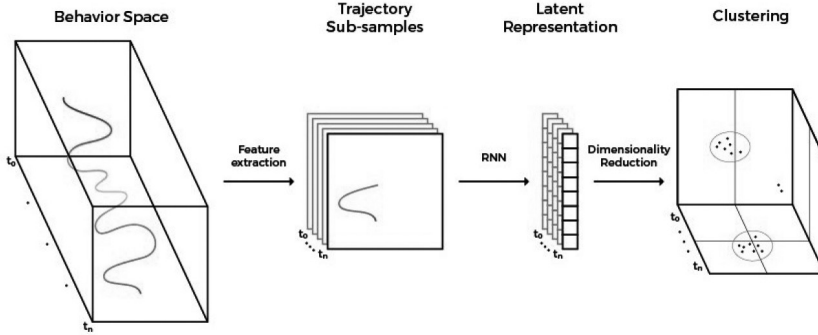 Behavior Space
Trajectory
Sub-samples
Latent
Representation
Clustering
t₀
tₙ
Feature
extraction
t₀
tₙ
RNN
t₀
tₙ
Dimensionality
Reduction
t₀
tₙ